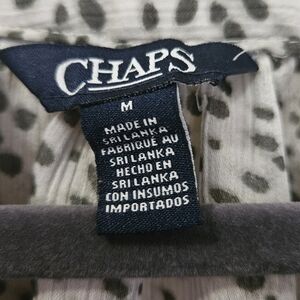 CHAPS
M
MADE IN
SRI LANKA
FABRIQUÉ AU
SRI LANKA
HECHO EN
SRI LANKA
CON INSUMOS
IMPORTADOS